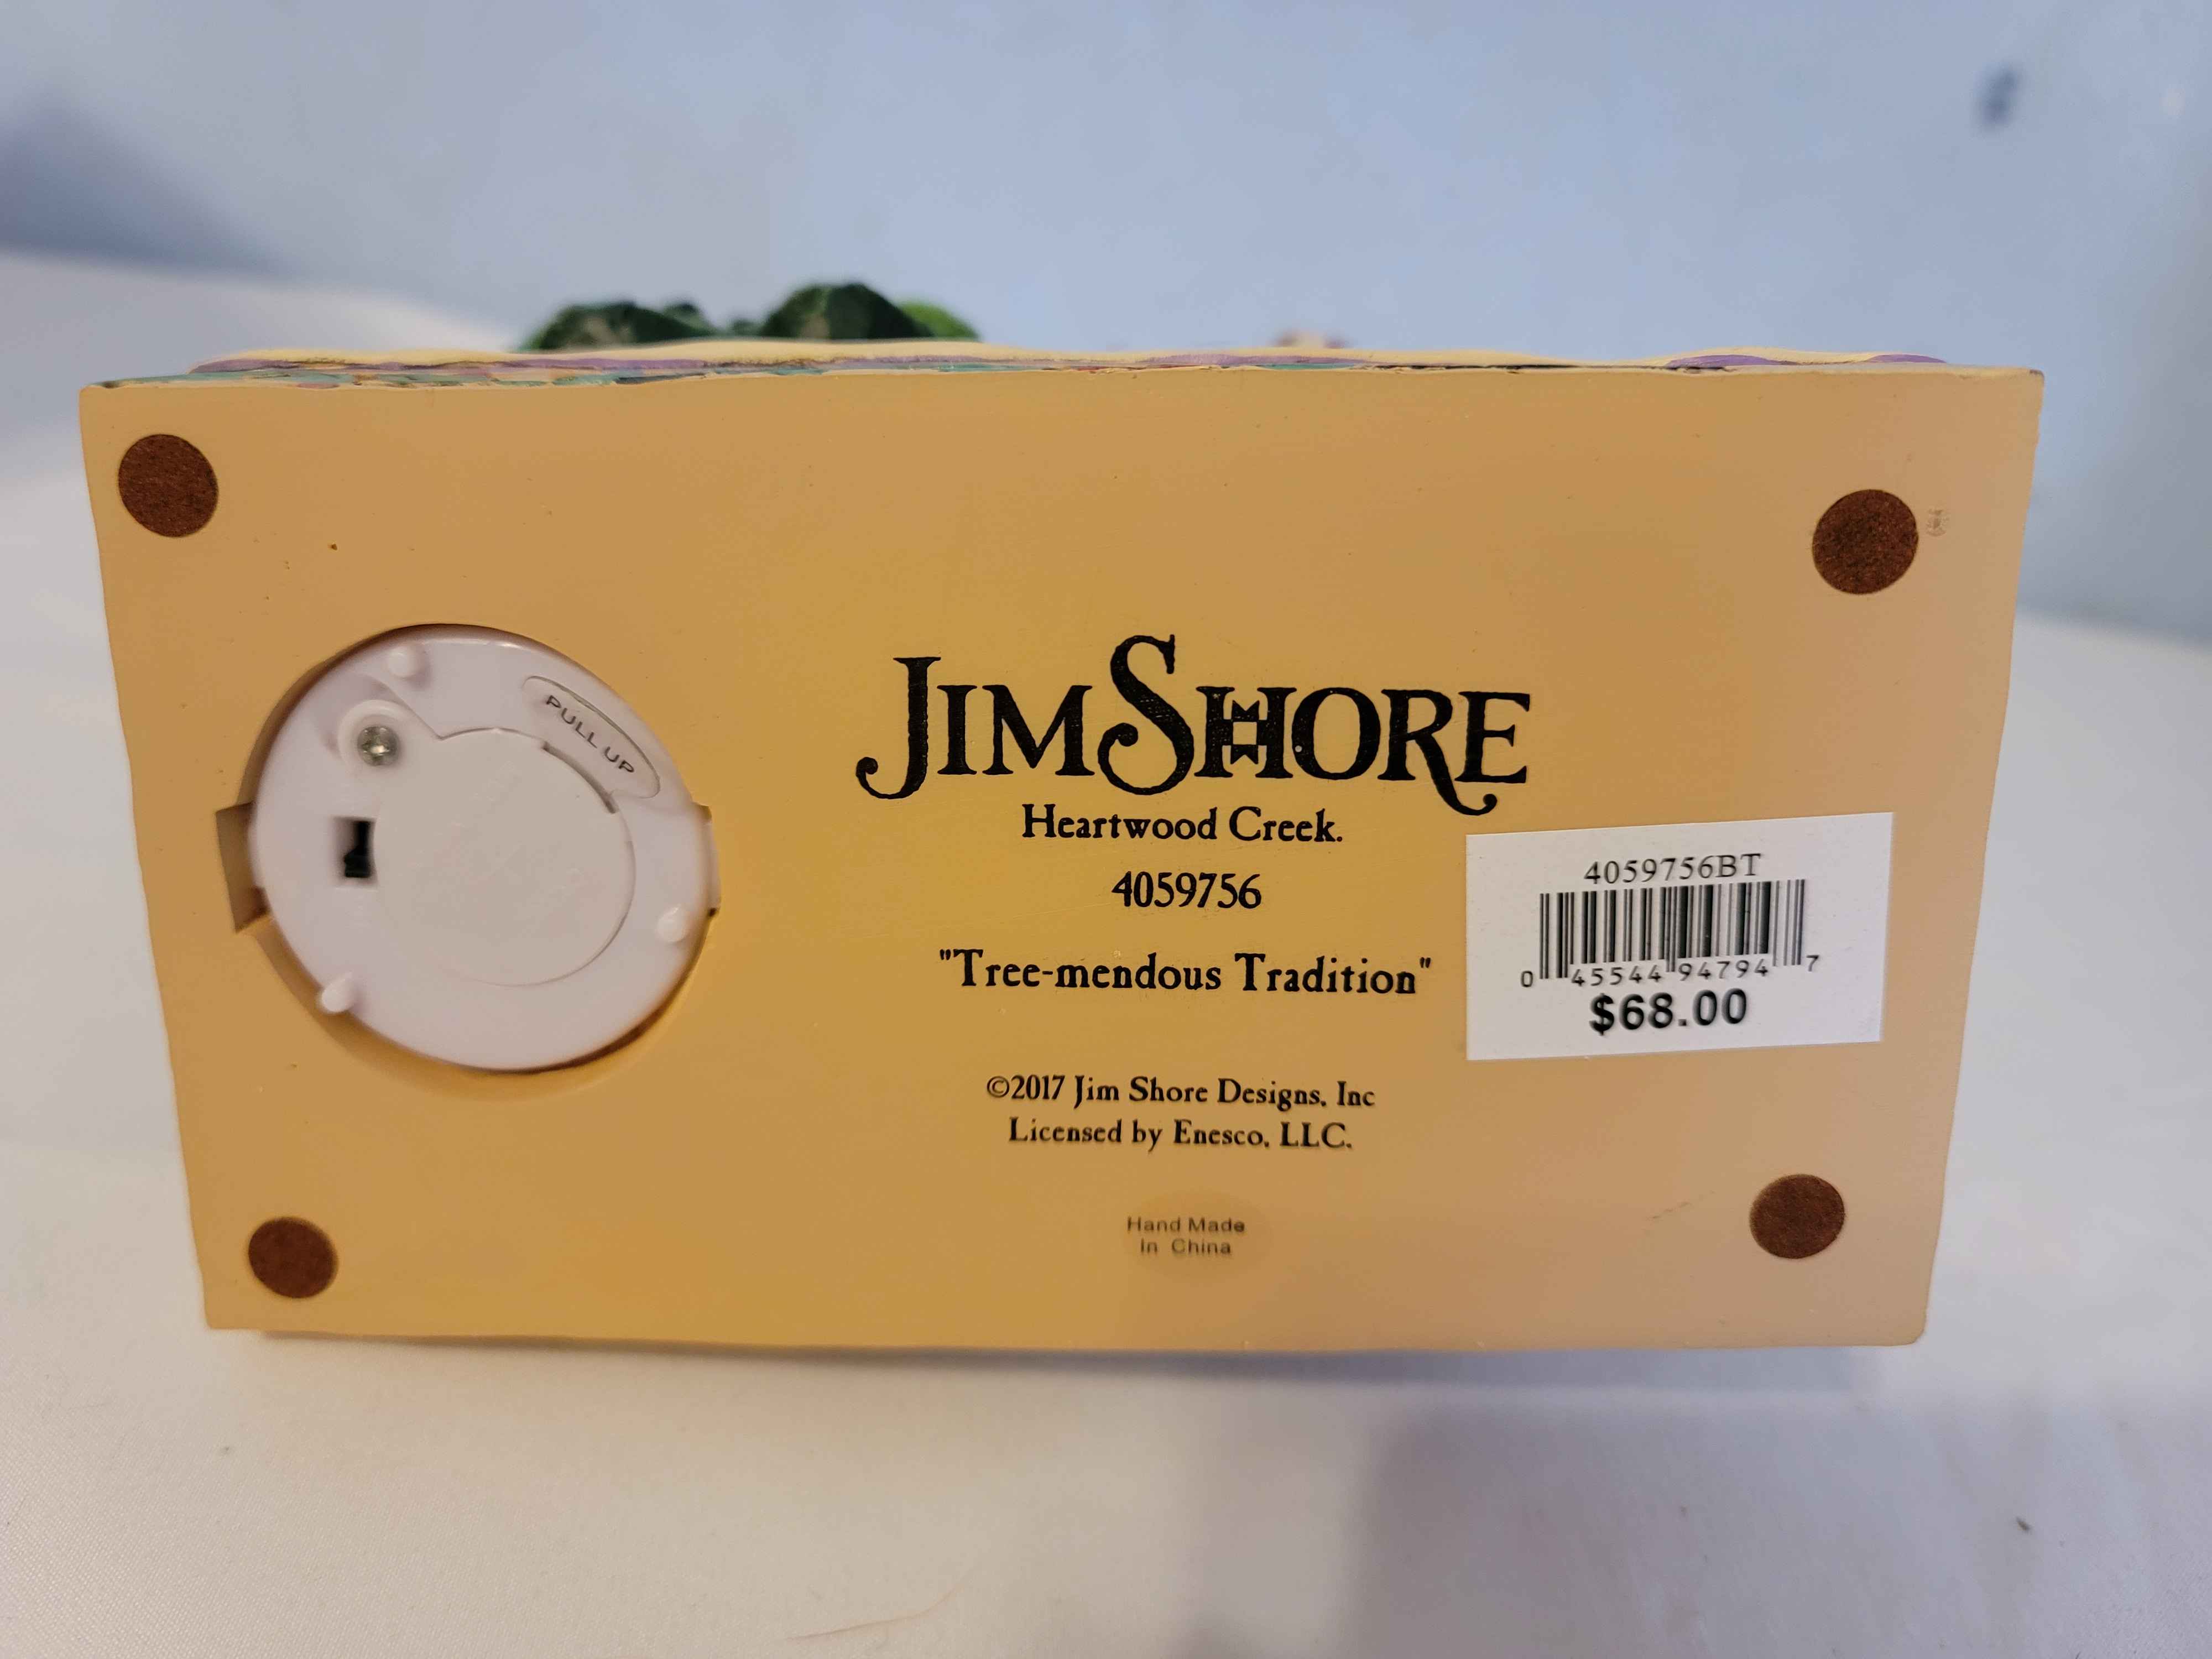 PULL UP
JIM SHORE
Heartwood Creek.
4059756
"Tree-mendous Tradition"
4059756BT
0 45544 94794 7
$68.00
©2017 Jim Shore Designs, Inc
Licensed by Enesco, LLC.
Hand Made
In China